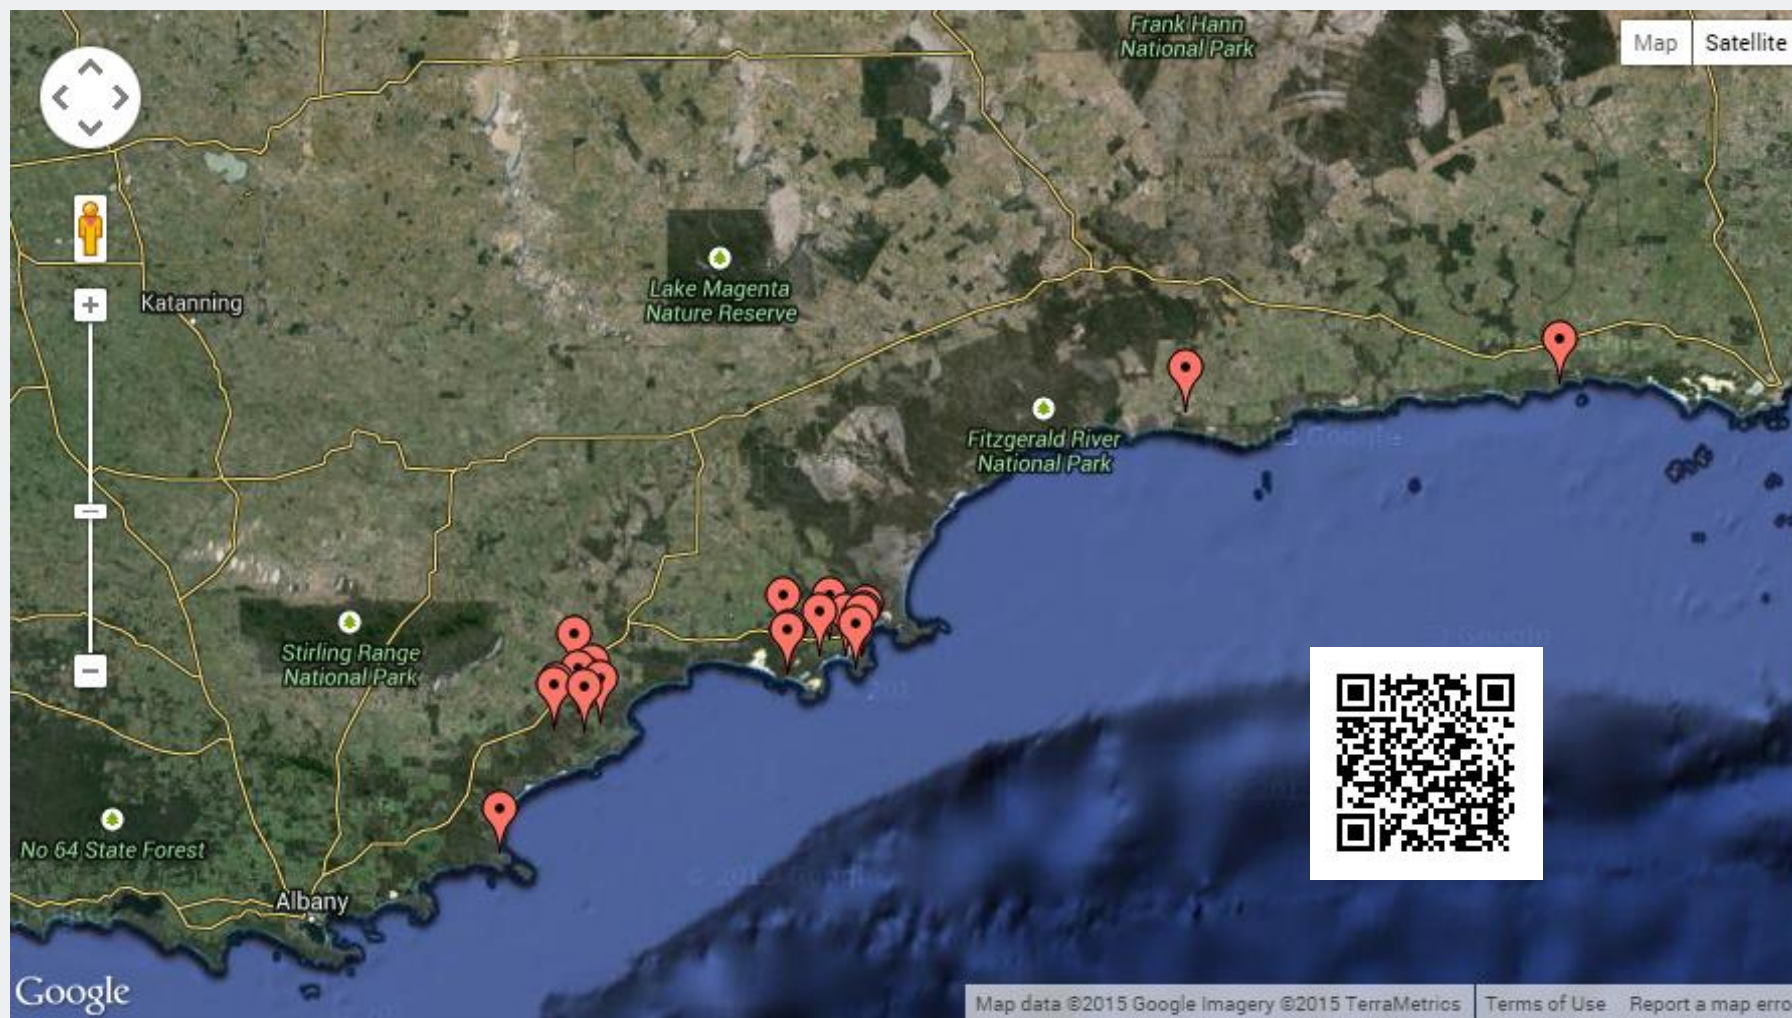 Frank Hann
National Park
Map
Satellite
Lake Magenta
Nature Reserve
Katanning
Fitzgerald River
National Park
Stirling Range
National Park
No 64 State Forest
Albany
Google
Map data ©2015 Google Imagery ©2015 TerraMetrics
Terms of Use
Report a map erro